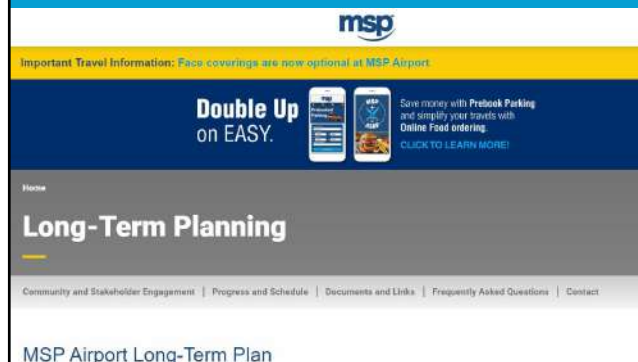 msp
Important Travel Information: Face coverings are now optional at MSP Airport
Double Up
on EASY.
Save money with Prebook Parking
and simplify your travels with
Online Food ordering.
CLICK TO LEARN MORE!
Home
Long-Term Planning
Community and Stakeholder Engagement | Progress and Schedule | Documents and Links | Frequently Asked Questions | Contact
MSP Airport Long-Term Plan